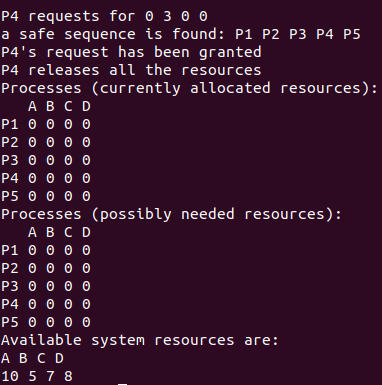 P4 requests for 0 3 0 0
a safe sequence is found: P1 P2 P3 P4 P5
P4's request has been granted
P4 releases all the resources
Processes (currently allocated resources):
   A B C D
P1 0 0 0 0
P2 0 0 0 0
P3 0 0 0 0
P4 0 0 0 0
P5 0 0 0 0
Processes (possibly needed resources):
   A B C D
P1 0 0 0 0
P2 0 0 0 0
P3 0 0 0 0
P4 0 0 0 0
P5 0 0 0 0
Available system resources are:
A B C D
10 5 7 8